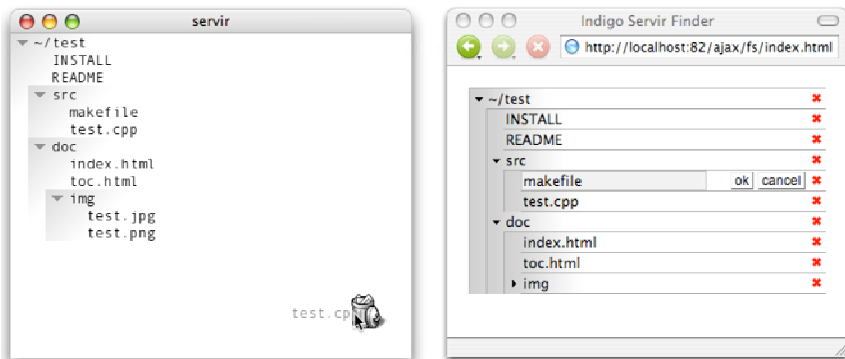 servir
~/test
INSTALL
README
src
makefile
test.cpp
doc
index.html
toc.html
img
test.jpg
test.png
test.cp
Indigo Servir Finder
http://localhost:82/ajax/fs/index.html
~/test
INSTALL
README
src
makefile ok cancel
test.cpp
doc
index.html
toc.html
img